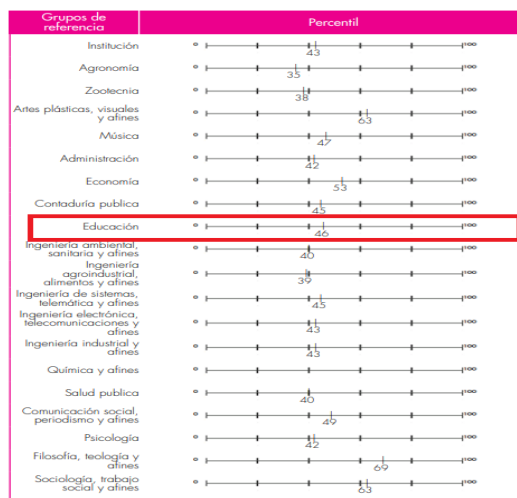 Grupos de
referencia
Percentil
Institución 0 100
43
Agronomía 0 100
35
Zootecnia 0 100
38
Artes plásticas, visuales
y afines 0 100
63
Música 0 100
47
Administración 0 100
42
Economía 0 100
53
Contaduría publica 0 100
45
Educación 0 100
46
Ingeniería ambiental,
sanitaria y afines 0 100
40
Ingeniería
agroindustrial,
alimentos y afines 0 100
39
Ingeniería de sistemas,
telemática y afines 0 100
45
Ingeniería electrónica,
telecomunicaciones y
afines 0 100
43
Ingeniería industrial y
afines 0 100
43
Química y afines 0 100
Salud publica 0 100
40
Comunicación social,
periodismo y afines 0 100
49
Psicología 0 100
42
Filosofía, teología y
afines 0 100
69
Sociología, trabajo
social y afines 0 100
63